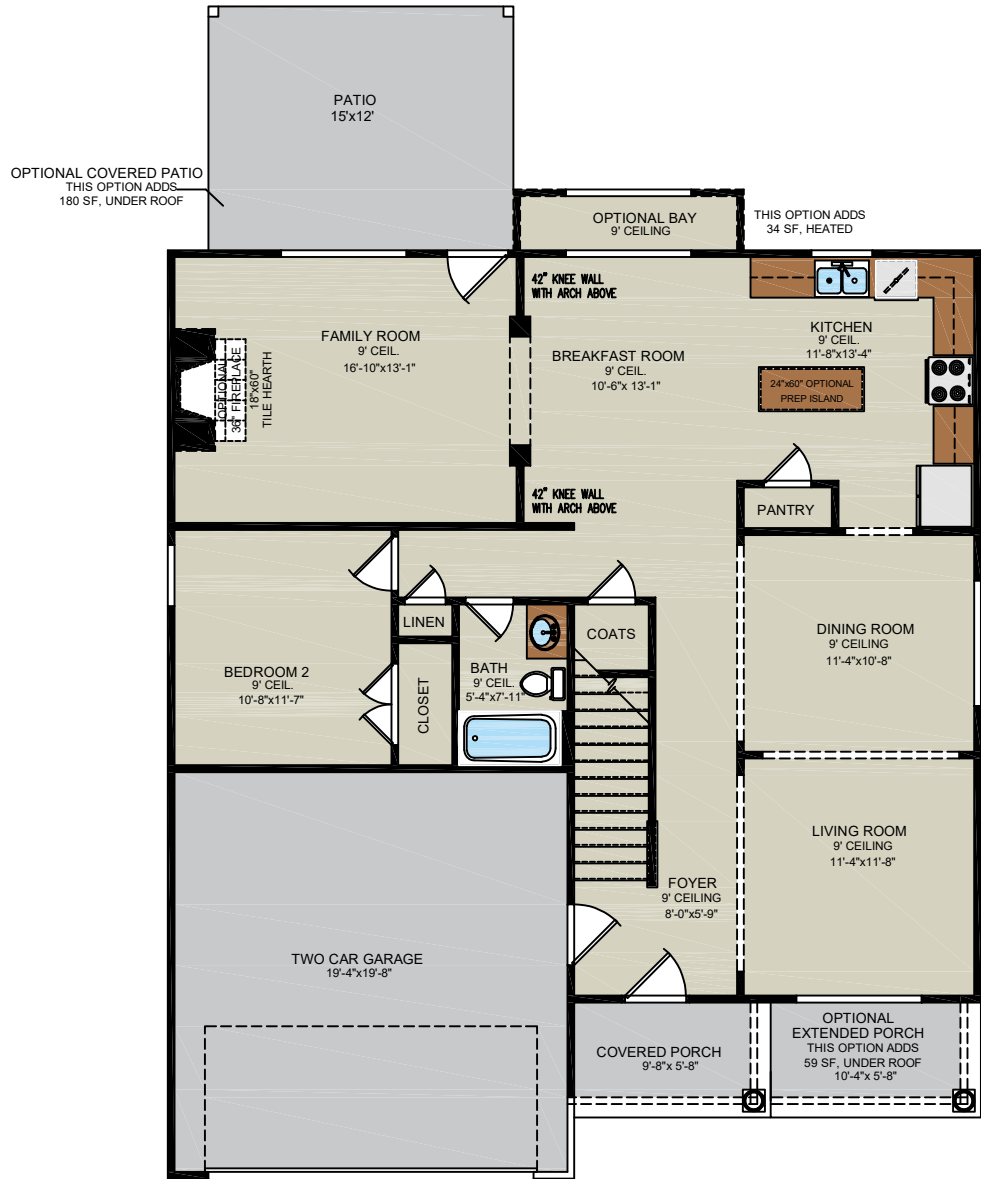 PATIO
15'x12'
OPTIONAL COVERED PATIO
THIS OPTION ADDS
180 SF, UNDER ROOF
OPTIONAL BAY
9' CEILING
THIS OPTION ADDS
34 SF, HEATED
42" KNEE WALL
WITH ARCH ABOVE
FAMILY ROOM
9' CEIL.
16'-10"x13'-1"
OPTIONAL
36" FIREPLACE
18"x60"
TILE HEARTH
BREAKFAST ROOM
9' CEIL.
10'-6"x 13'-1"
KITCHEN
9' CEIL.
11'-8"x13'-4"
24"x60" OPTIONAL
PREP ISLAND
42" KNEE WALL
WITH ARCH ABOVE
PANTRY
LINEN
COATS
DINING ROOM
9' CEILING
11'-4"x10'-8"
BEDROOM 2
9' CEIL.
10'-8"x11'-7"
CLOSET
BATH
9' CEIL.
5'-4"x7'-11"
LIVING ROOM
9' CEILING
11'-4"x11'-8"
FOYER
9' CEILING
8'-0"x5'-9"
TWO CAR GARAGE
19'-4"x19'-8"
COVERED PORCH
9'-8"x 5'-8"
OPTIONAL
EXTENDED PORCH
THIS OPTION ADDS
59 SF, UNDER ROOF
10'-4"x 5'-8"